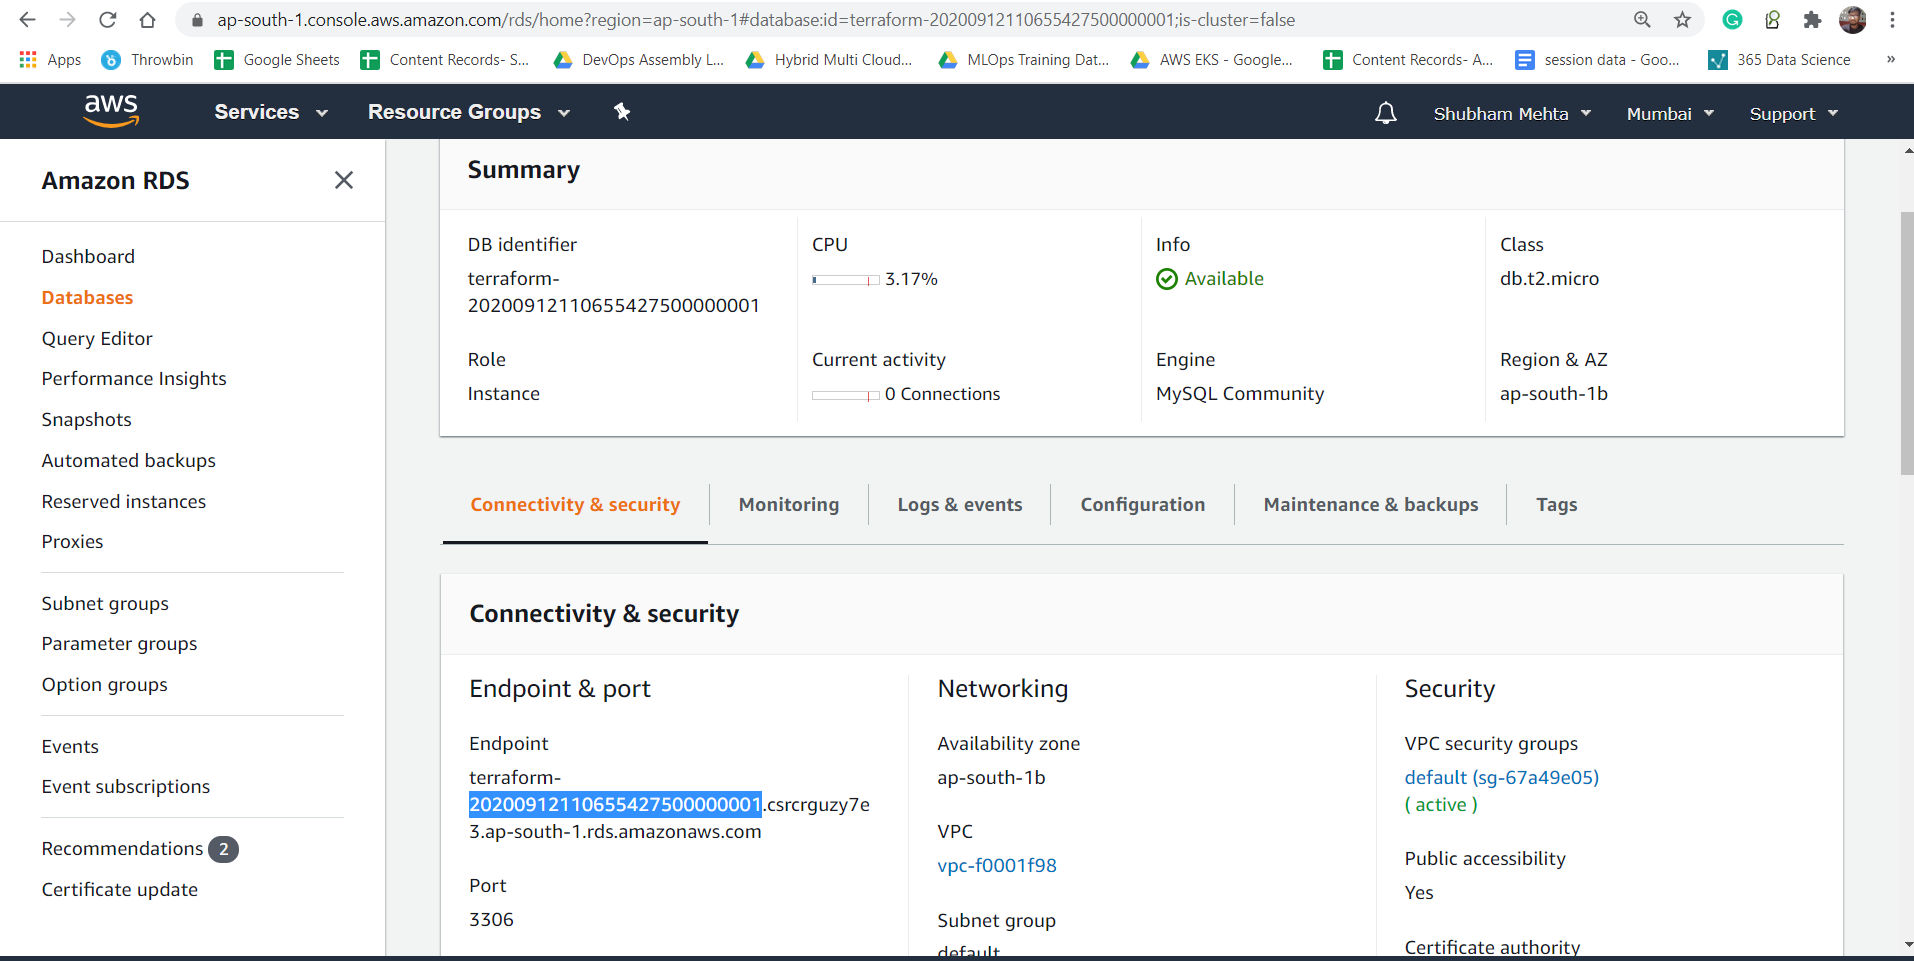 ap-south-1.console.aws.amazon.com/rds/home?region=ap-south-1#database:id=terraform-20200912110655427500000001;is-cluster=false
Apps Throwbin Google Sheets Content Records- S... DevOps Assembly L... Hybrid Multi Cloud... MLOps Training Dat... AWS EKS - Google... Content Records- A... session data - Goo... 365 Data Science »
aws Services Resource Groups Shubham Mehta Mumbai Support
Amazon RDS
Dashboard
Databases
Query Editor
Performance Insights
Snapshots
Automated backups
Reserved instances
Proxies
Subnet groups
Parameter groups
Option groups
Events
Event subscriptions
Recommendations 2
Certificate update
Summary
DB identifier
terraform-
20200912110655427500000001
CPU
3.17%
Info
Available
Class
db.t2.micro
Role
Instance
Current activity
0 Connections
Engine
MySQL Community
Region & AZ
ap-south-1b
Connectivity & security Monitoring Logs & events Configuration Maintenance & backups Tags
Connectivity & security
Endpoint & port
Endpoint
terraform-
20200912110655427500000001.csrcrguzy7e
3.ap-south-1.rds.amazonaws.com
Port
3306
Networking
Availability zone
ap-south-1b
VPC
vpc-f0001f98
Subnet group
default
Security
VPC security groups
default (sg-67a49e05)
( active )
Public accessibility
Yes
Certificate authority